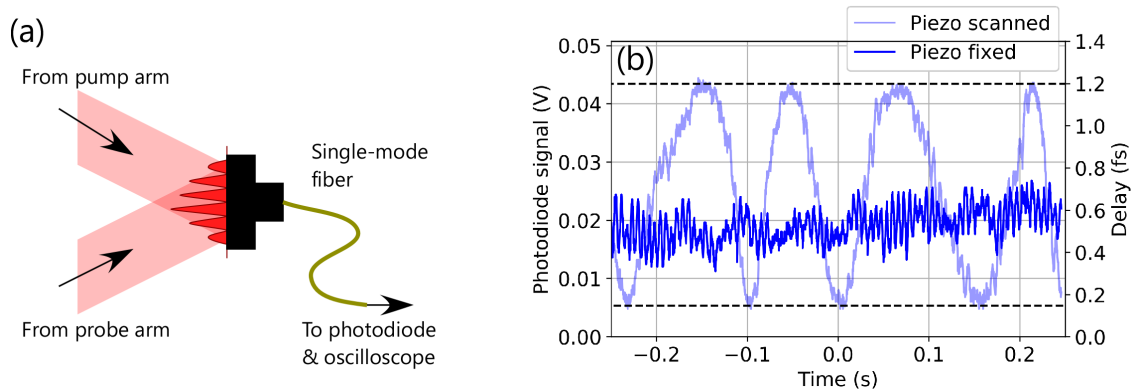 (a)
From pump arm
Single-mode
fiber
From probe arm
To photodiode
& oscilloscope
(b)
Piezo scanned
Piezo fixed
Photodiode signal (V)
0.05
0.04
0.03
0.02
0.01
0.00
−0.2
−0.1
0.0
0.1
0.2
Time (s)
1.4
1.2
1.0
0.8
0.6
0.4
0.2
0.0
Delay (fs)